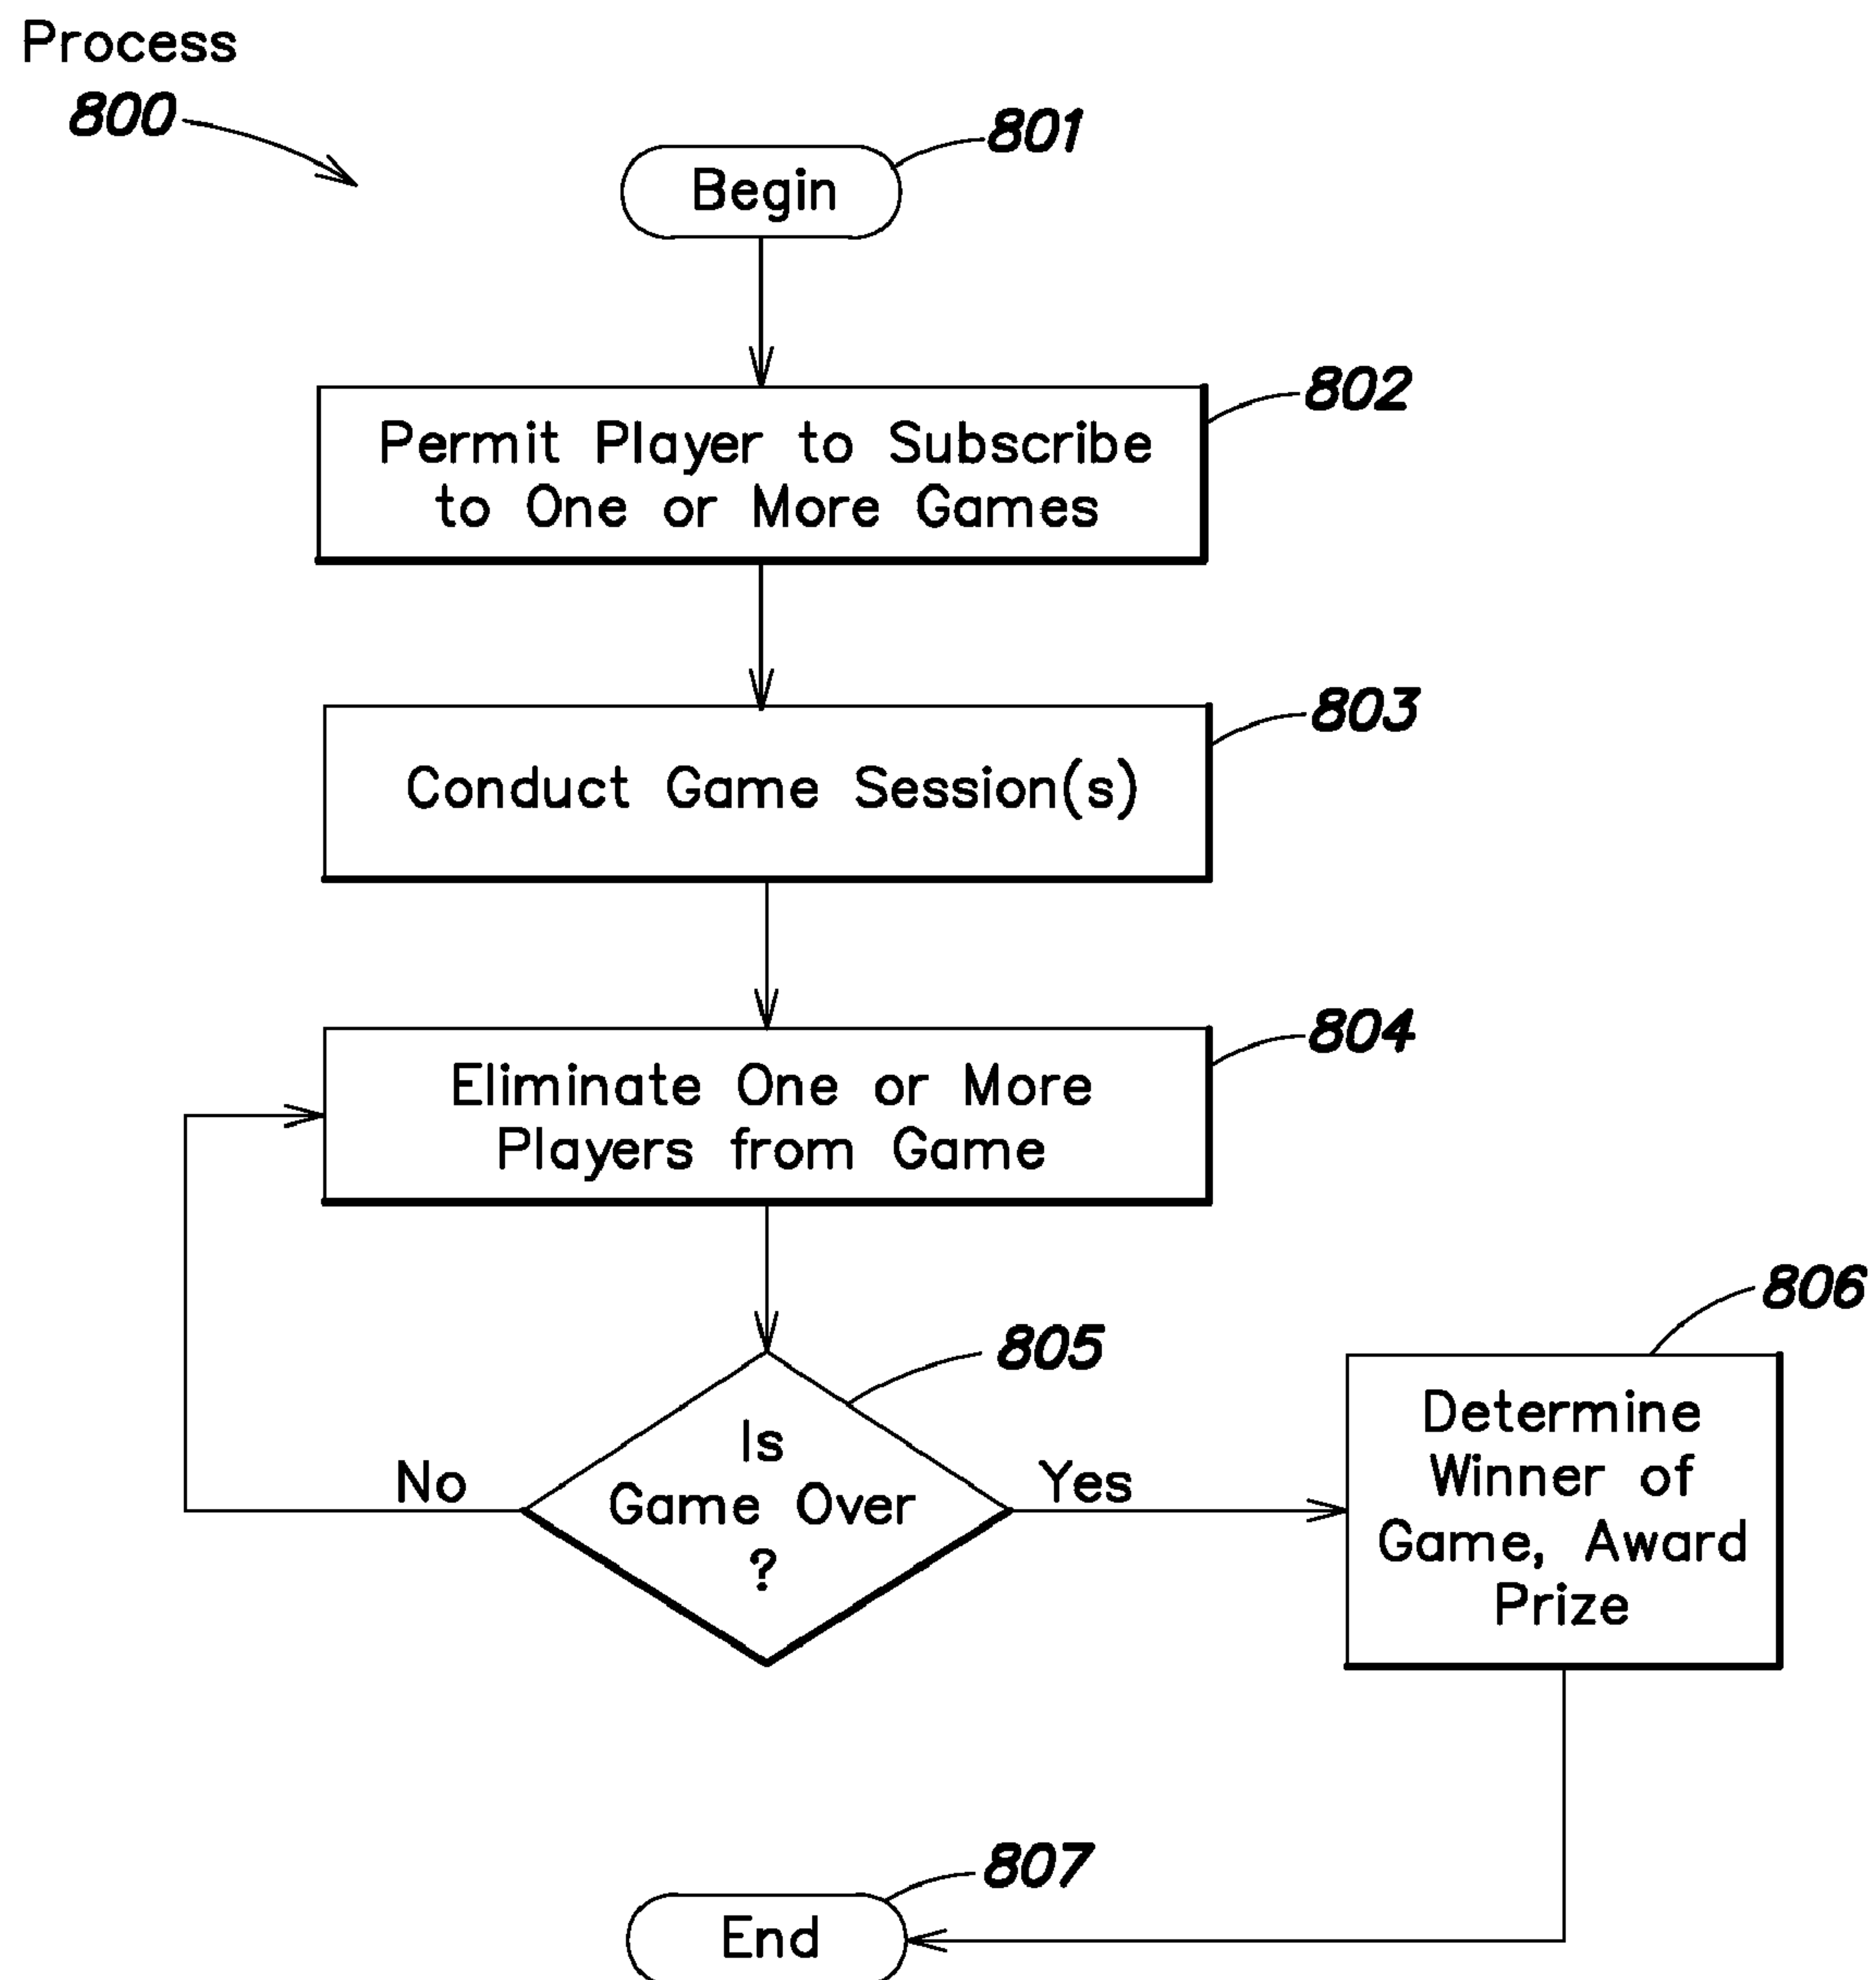 Process
800
801
Begin
802
Permit Player to Subscribe
to One or More Games
803
Conduct Game Session(s)
804
Eliminate One or More
Players from Game
805
Is
Game Over
?
No
Yes
806
Determine
Winner of
Game, Award
Prize
807
End